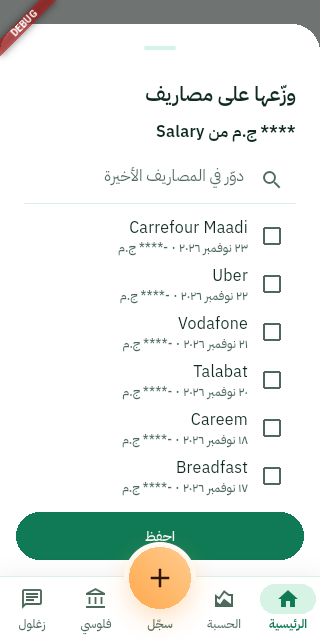 DEBUG
وزّعها على مصاريف
**** ج.م من Salary
دوّر في المصاريف الأخيرة
Carrefour Maadi
٢٣ نوفمبر ٢٠٢٦ · -**** ج.م
Uber
٢٢ نوفمبر ٢٠٢٦ · -**** ج.م
Vodafone
٢١ نوفمبر ٢٠٢٦ · -**** ج.م
Talabat
٢٠ نوفمبر ٢٠٢٦ · -**** ج.م
Careem
١٨ نوفمبر ٢٠٢٦ · -**** ج.م
Breadfast
١٧ نوفمبر ٢٠٢٦ · -**** ج.م
احفظ
الرئيسية
الحسبة
سجّل
فلوسي
زغلول